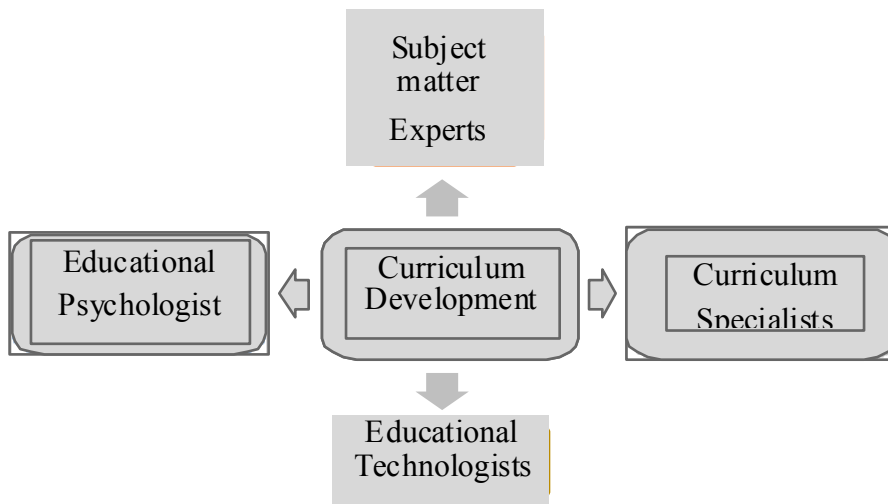 Subject
matter
Experts
Educational
Psychologist
Curriculum
Development
Curriculum
Specialists
Educational
Technologists